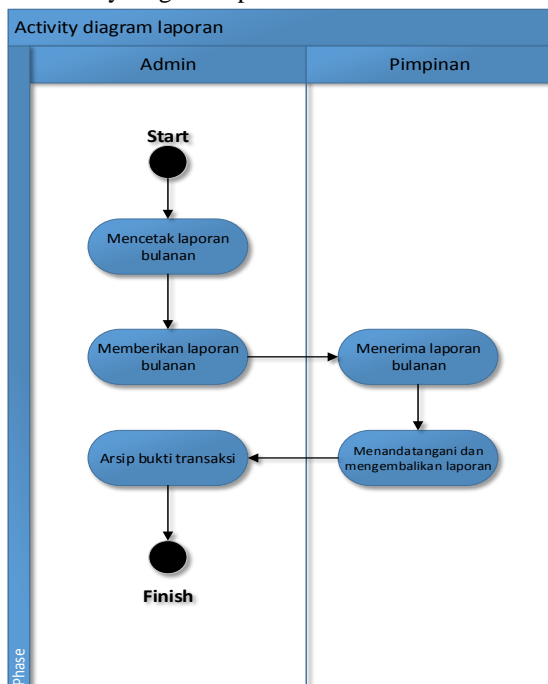 Activity diagram laporan
Admin
Pimpinan
Start
Mencetak laporan
bulanan
Memberikan laporan
bulanan
Menerima laporan
bulanan
Arsip bukti transaksi
Menandatangani dan
mengembalikan laporan
Finish
Phase